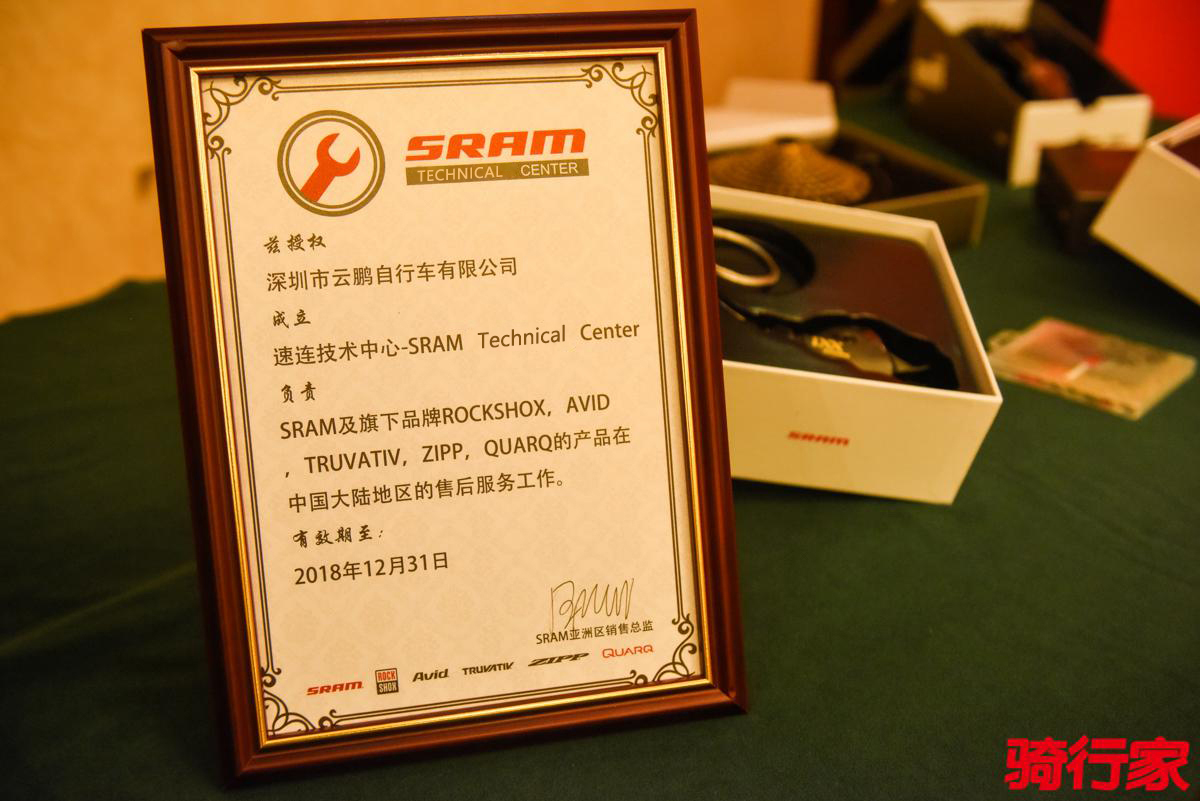 SRAM
TECHNICAL CENTER
兹授权
深圳市云鹏自行车有限公司
成立
速连技术中心-SRAM Technical Center
负责
SRAM及旗下品牌ROCKSHOX，AVID
，TRUVATIV，ZIPP，QUARQ的产品在
中国大陆地区的售后服务工作。
有效期至：
2018年12月31日
SRAM亚洲区销售总监
SRAM ROCK SHOX Avid TRUVATIV ZIPP QUARQ
SRAM
骑行家